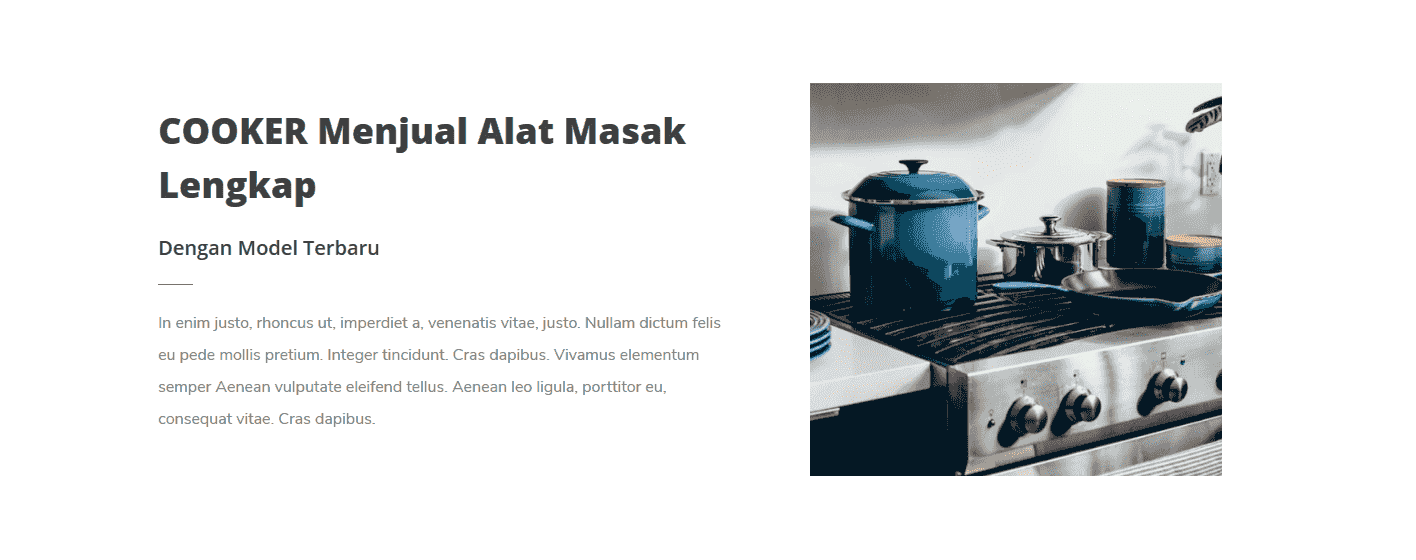 COOKER Menjual Alat Masak
Lengkap
Dengan Model Terbaru
In enim justo, rhoncus ut, imperdiet a, venenatis vitae, justo. Nullam dictum felis
eu pede mollis pretium. Integer tincidunt. Cras dapibus. Vivamus elementum
semper Aenean vulputate eleifend tellus. Aenean leo ligula, porttitor eu,
consequat vitae. Cras dapibus.